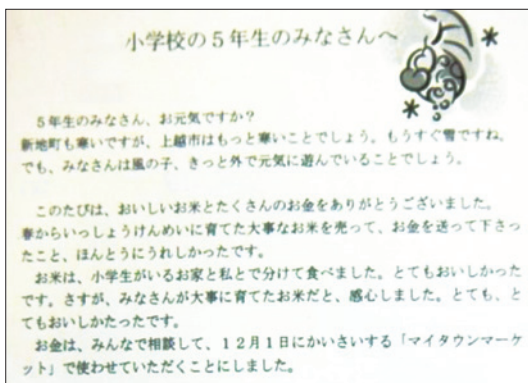 小学校の５年生のみなさんへ
５年生のみなさん、お元気ですか？
新地町も寒いですが、上越市はもっと寒いことでしょう。もうすぐ雪ですね。
でも、みなさんは風の子、きっと外で元気に遊んでいることでしょう。
このたびは、おいしいお米とたくさんのお金をありがとうございました。
春からいっしょうけんめいに育てた大事なお米を売って、お金を送って下さっ
たこと、ほんとうにうれしかったです。
お米は、小学生がいるお家と私とで分けて食べました。とてもおいしかった
です。さすが、みなさんが大事に育てたお米だと、感心しました。とても、と
てもおいしかたったです。
お金は、みんなで相談して、１２月１日にかいさいする「マイタウンマーケ
ット」で使わせていただくことにしました。